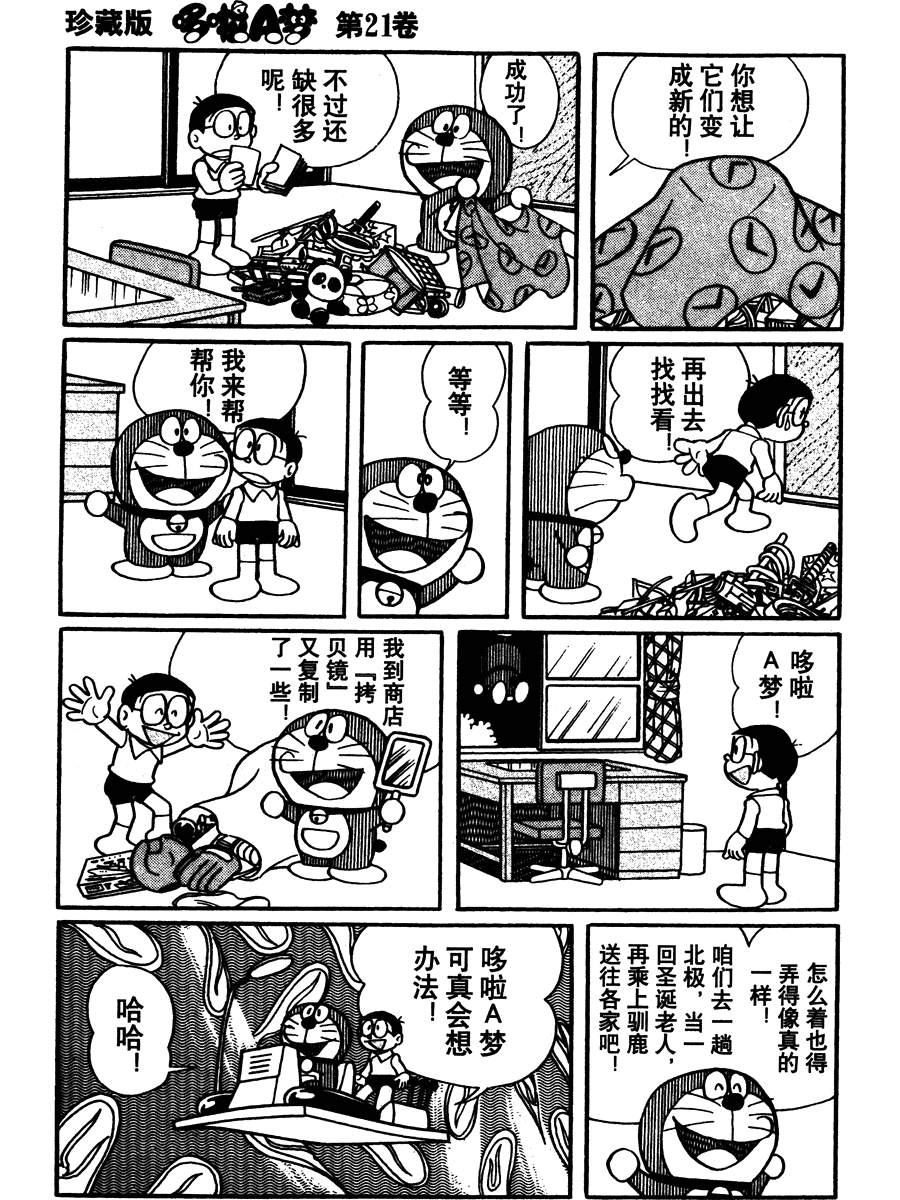 珍藏版 哆啦A梦 第21卷
你想让
它们变
成新的！
成功了！
不过还
缺很多
呢！
再出去
找找看！
等等！
我来帮
帮你！
哆啦
A梦！
我到商店
用『拷
贝镜』
又复制
了一些！
怎么着也得
弄得像真的
一样！
咱们去一趟
北极，当一
回圣诞老人，
再乘上驯鹿
送往各家吧！
哆啦A梦
可真会想
办法！
哈哈！